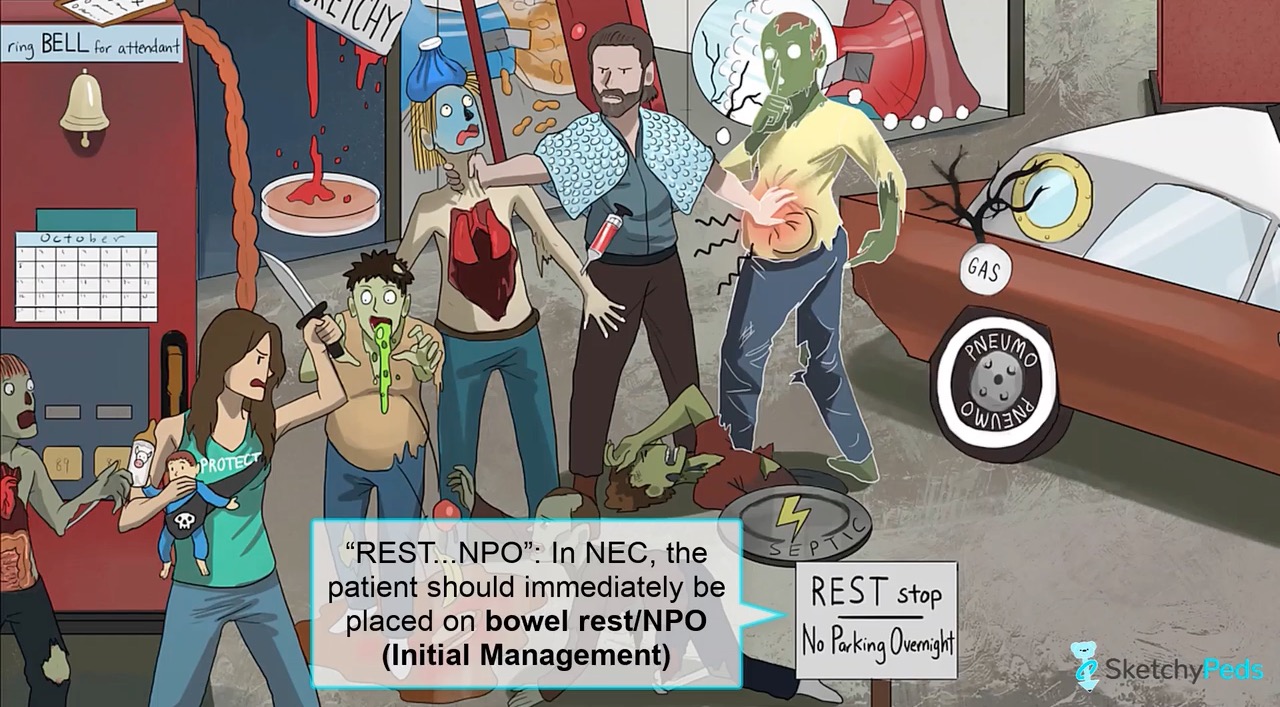 SKETCHY
ring BELL for attendant
October
GAS
PNEUMO
PNEUMO
PROTECT
89
SEPTIC
“REST...NPO”: In NEC, the
patient should immediately be
placed on bowel rest/NPO
(Initial Management)
REST stop
No Parking Overnight
SketchyPeds